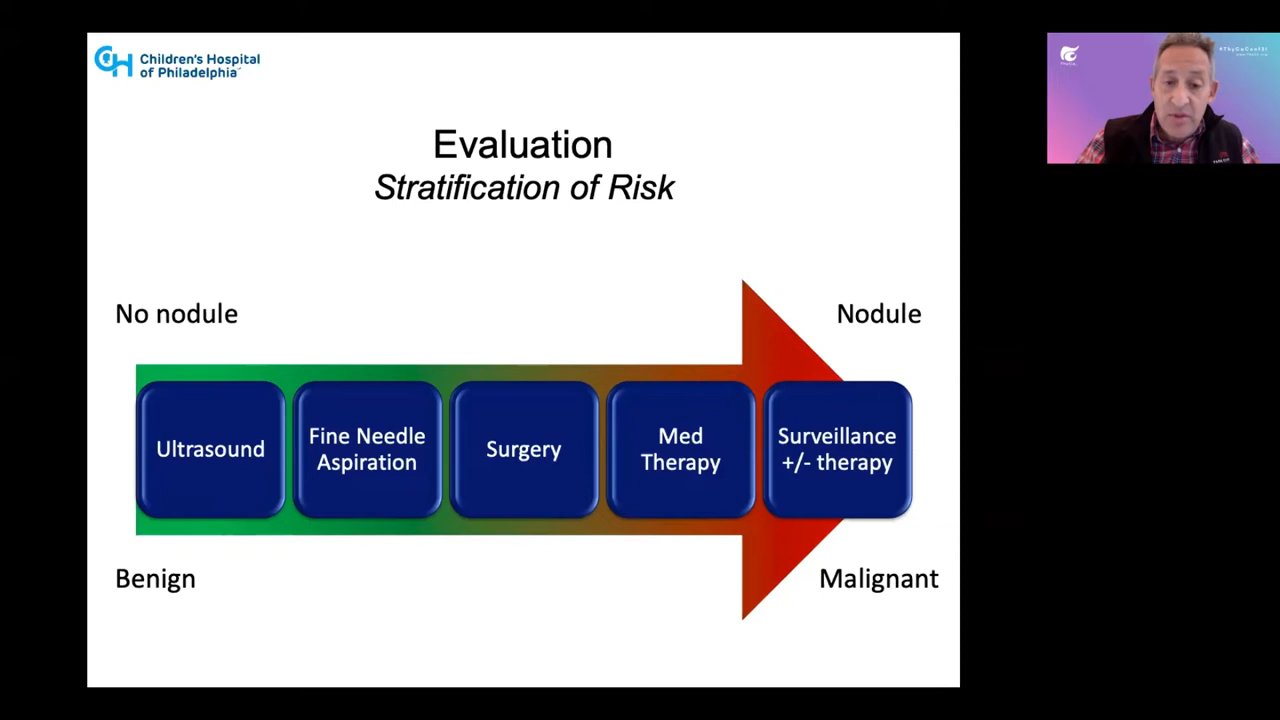 Children's Hospital
of Philadelphia
Evaluation
Stratification of Risk
No nodule
Nodule
Ultrasound
Fine Needle
Aspiration
Surgery
Med
Therapy
Surveillance
+/- therapy
Benign
Malignant